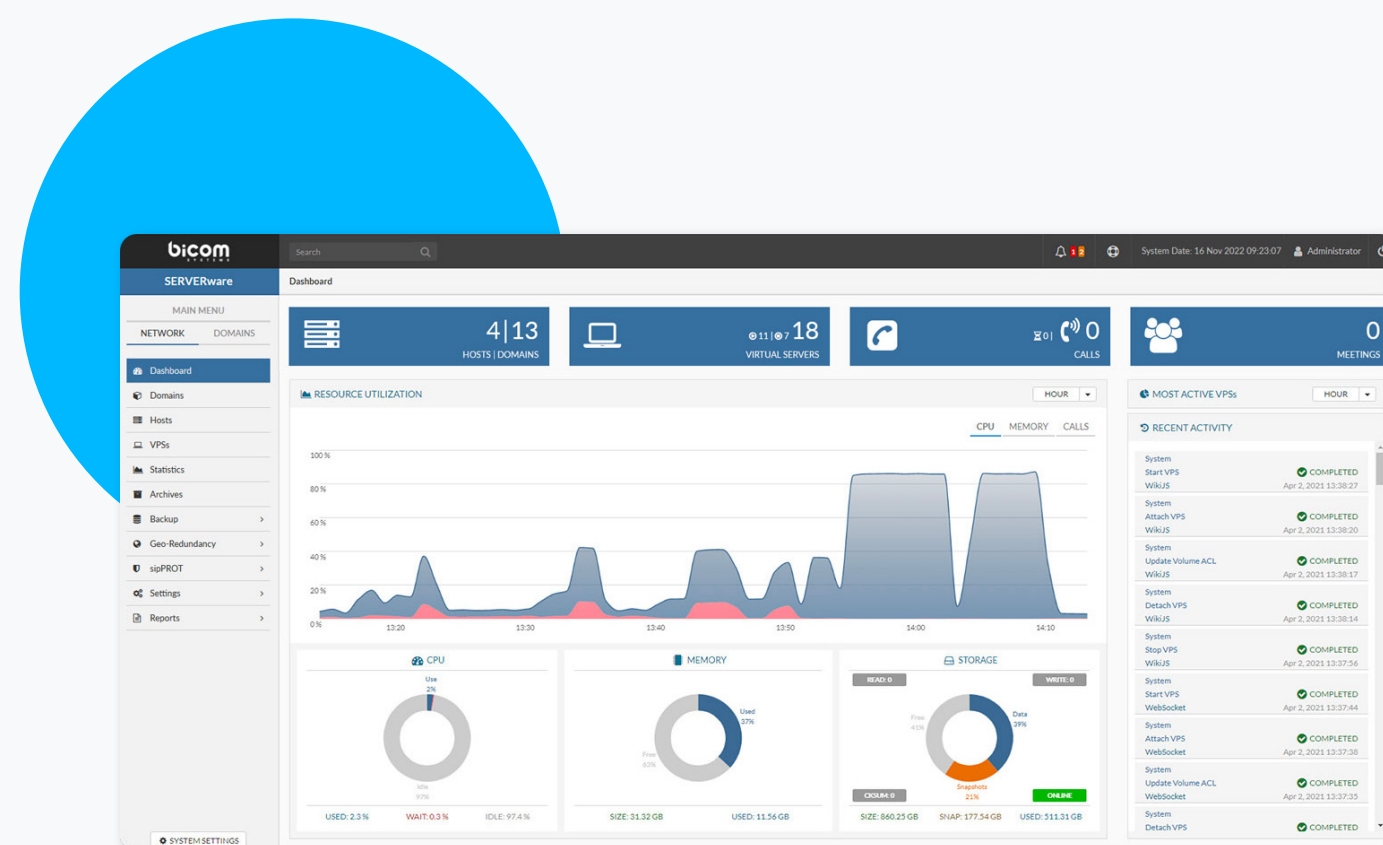 bicom
SYSTEMS
Search
1 2
System Date: 16 Nov 2022 09:23:07
Administrator
SERVERware
Dashboard
MAIN MENU
NETWORK DOMAINS
Dashboard
Domains
Hosts
VPSs
Statistics
Archives
Backup
Geo-Redundancy
sipPROT
Settings
Reports
SYSTEM SETTINGS
4|13
HOSTS | DOMAINS
11 | 7 18
VIRTUAL SERVERS
0 | 0
CALLS
0
MEETINGS
RESOURCE UTILIZATION
HOUR
CPU MEMORY CALLS
100 %
80 %
60 %
40 %
20 %
0 %
13:20 13:30 13:40 13:50 14:00 14:10
CPU
Use
2%
Idle
97%
USED: 2.3 % WAIT: 0.3 % IDLE: 97.4 %
MEMORY
Used
37%
Free
63%
SIZE: 31.32 GB USED: 11.56 GB
STORAGE
READ: 0 WRITE: 0
Free
41%
Data
39%
Snapshots
21%
CKSUM: 0 ONLINE
SIZE: 860.25 GB SNAP: 177.54 GB USED: 511.31 GB
MOST ACTIVE VPSs
HOUR
RECENT ACTIVITY
System
Start VPS COMPLETED
WikiJS Apr 2, 2021 13:38:27
System
Attach VPS COMPLETED
WikiJS Apr 2, 2021 13:38:20
System
Update Volume ACL COMPLETED
WikiJS Apr 2, 2021 13:38:17
System
Detach VPS COMPLETED
WikiJS Apr 2, 2021 13:38:14
System
Stop VPS COMPLETED
WikiJS Apr 2, 2021 13:37:56
System
Start VPS COMPLETED
WebSocket Apr 2, 2021 13:37:44
System
Attach VPS COMPLETED
WebSocket Apr 2, 2021 13:37:38
System
Update Volume ACL COMPLETED
WebSocket Apr 2, 2021 13:37:35
System
Detach VPS COMPLETED